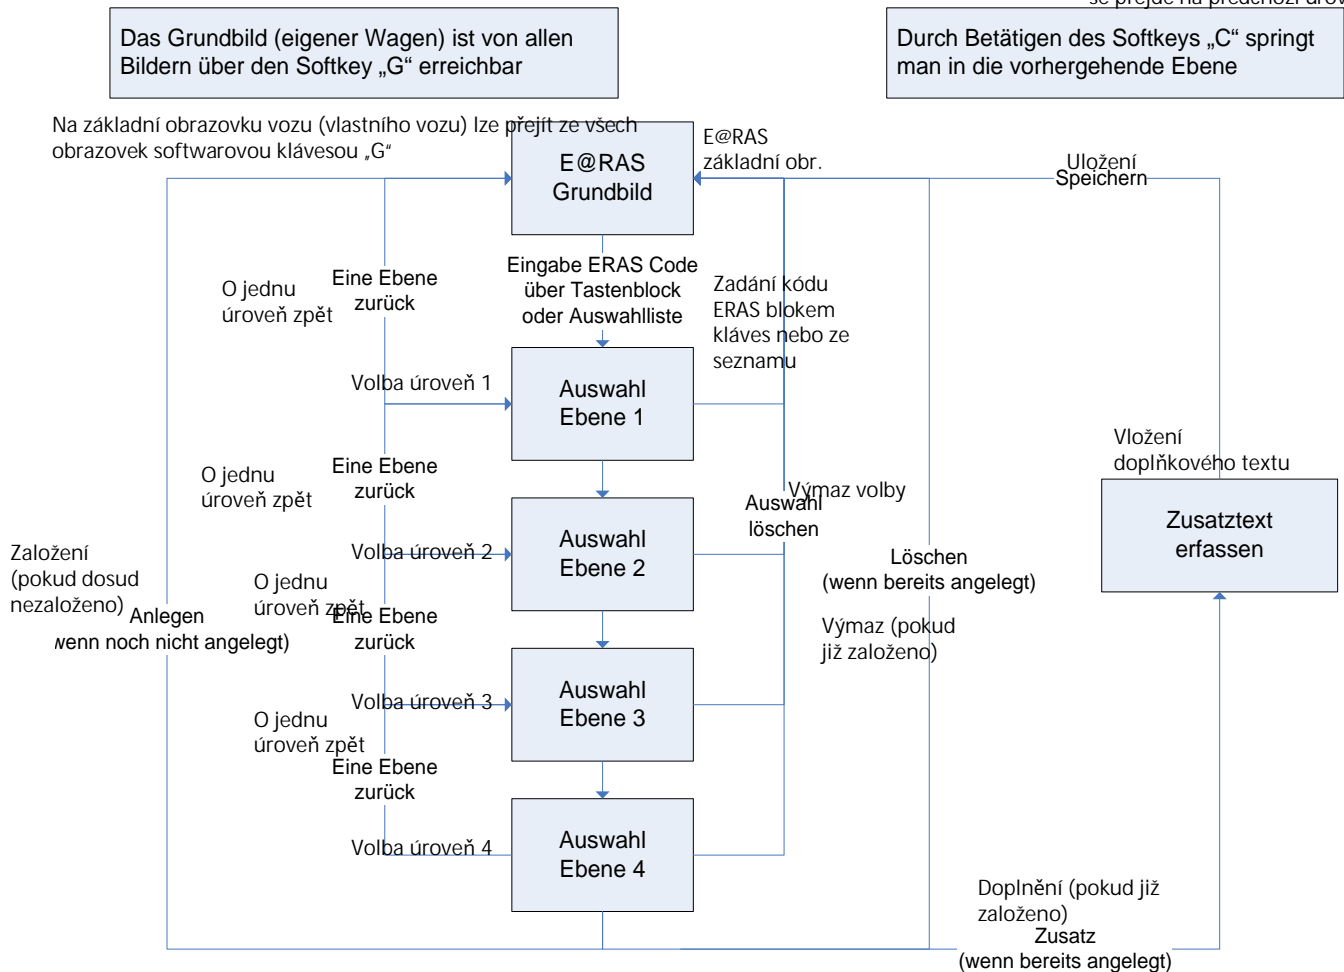 se přejde na předchozí úrov
Das Grundbild (eigener Wagen) ist von allen
Bildern über den Softkey „G“ erreichbar
Durch Betätigen des Softkeys „C“ springt
man in die vorhergehende Ebene
Na základní obrazovku vozu (vlastního vozu) lze přejít ze všech
obrazovek softwarovou klávesou „G“
E@RAS
Grundbild
E@RAS
základní obr.
Uložení
Speichern
Eine Ebene
zurück
O jednu
úroveň zpět
Eingabe ERAS Code
über Tastenblock
oder Auswahlliste
Zadání kódu
ERAS blokem
kláves nebo ze
seznamu
Volba úroveň 1
Auswahl
Ebene 1
Eine Ebene
zurück
O jednu
úroveň zpět
Vložení
doplňkového textu
Výmaz volby
Auswahl
löschen
Zusatztext
erfassen
Volba úroveň 2
Auswahl
Ebene 2
Založení
(pokud dosud
nezaloženo)
Anlegen
wenn noch nicht angelegt)
O jednu
úroveň zpět
Eine Ebene
zurück
Löschen
(wenn bereits angelegt)
Výmaz (pokud
již založeno)
Volba úroveň 3
Auswahl
Ebene 3
O jednu
úroveň zpět
Eine Ebene
zurück
Volba úroveň 4
Auswahl
Ebene 4
Doplnění (pokud již
založeno)
Zusatz
(wenn bereits angelegt)